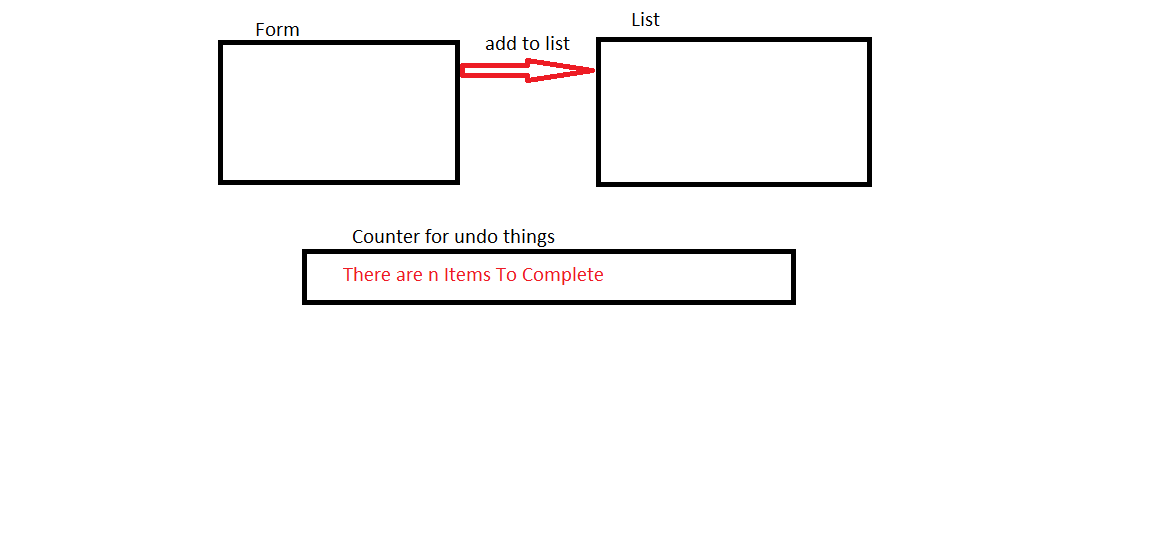 Form
add to list
List
Counter for undo things
There are n Items To Complete